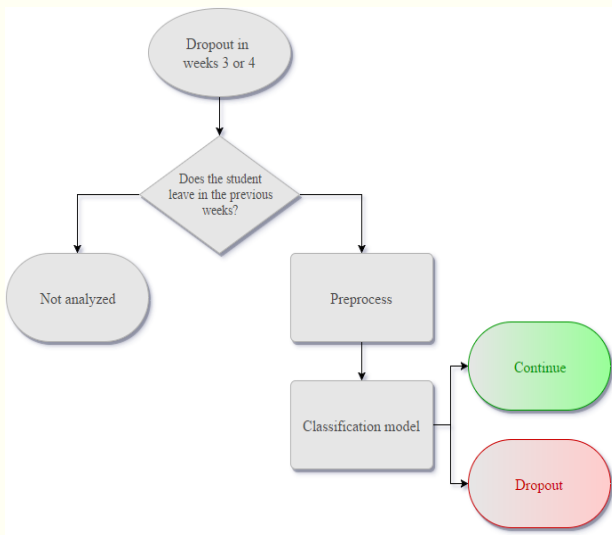 Dropout in
weeks 3 or 4
Does the student
leave in the previous
weeks?
Not analyzed
Preprocess
Continue
Classification model
Dropout